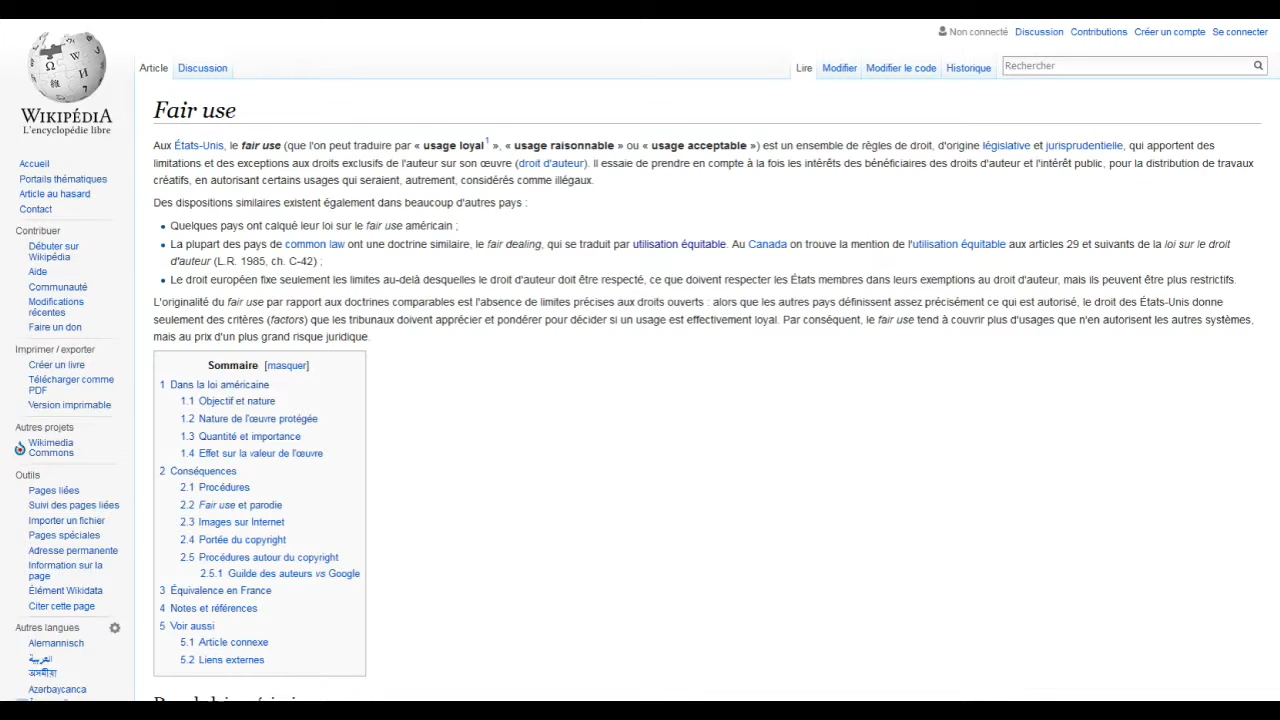 Non connecté Discussion Contributions Créer un compte Se connecter
Article Discussion Lire Modifier Modifier le code Historique Rechercher
WIKIPÉDIA
L'encyclopédie libre
Accueil
Portails thématiques
Article au hasard
Contact
Contribuer
Débuter sur
Wikipédia
Aide
Communauté
Modifications
récentes
Faire un don
Imprimer / exporter
Créer un livre
Télécharger comme
PDF
Version imprimable
Autres projets
Wikimedia
Commons
Outils
Pages liées
Suivi des pages liées
Importer un fichier
Pages spéciales
Adresse permanente
Information sur la
page
Élément Wikidata
Citer cette page
Autres langues
Alemannisch
العربية
অসমীয়া
Azərbaycanca
Fair use
Aux États-Unis, le fair use (que l'on peut traduire par « usage loyal1 », « usage raisonnable » ou « usage acceptable ») est un ensemble de règles de droit, d'origine législative et jurisprudentielle, qui apportent des
limitations et des exceptions aux droits exclusifs de l'auteur sur son œuvre (droit d'auteur). Il essaie de prendre en compte à la fois les intérêts des bénéficiaires des droits d'auteur et l'intérêt public, pour la distribution de travaux
créatifs, en autorisant certains usages qui seraient, autrement, considérés comme illégaux.
Des dispositions similaires existent également dans beaucoup d'autres pays :
• Quelques pays ont calqué leur loi sur le fair use américain ;
• La plupart des pays de common law ont une doctrine similaire, le fair dealing, qui se traduit par utilisation équitable. Au Canada on trouve la mention de l'utilisation équitable aux articles 29 et suivants de la loi sur le droit
d'auteur (L.R. 1985, ch. C-42) ;
• Le droit européen fixe seulement les limites au-delà desquelles le droit d'auteur doit être respecté, ce que doivent respecter les États membres dans leurs exemptions au droit d'auteur, mais ils peuvent être plus restrictifs.
L'originalité du fair use par rapport aux doctrines comparables est l'absence de limites précises aux droits ouverts : alors que les autres pays définissent assez précisément ce qui est autorisé, le droit des États-Unis donne
seulement des critères (factors) que les tribunaux doivent apprécier et pondérer pour décider si un usage est effectivement loyal. Par conséquent, le fair use tend à couvrir plus d'usages que n'en autorisent les autres systèmes,
mais au prix d'un plus grand risque juridique.
Sommaire [masquer]
1 Dans la loi américaine
1.1 Objectif et nature
1.2 Nature de l'œuvre protégée
1.3 Quantité et importance
1.4 Effet sur la valeur de l'œuvre
2 Conséquences
2.1 Procédures
2.2 Fair use et parodie
2.3 Images sur Internet
2.4 Portée du copyright
2.5 Procédures autour du copyright
2.5.1 Guilde des auteurs vs Google
3 Équivalence en France
4 Notes et références
5 Voir aussi
5.1 Article connexe
5.2 Liens externes